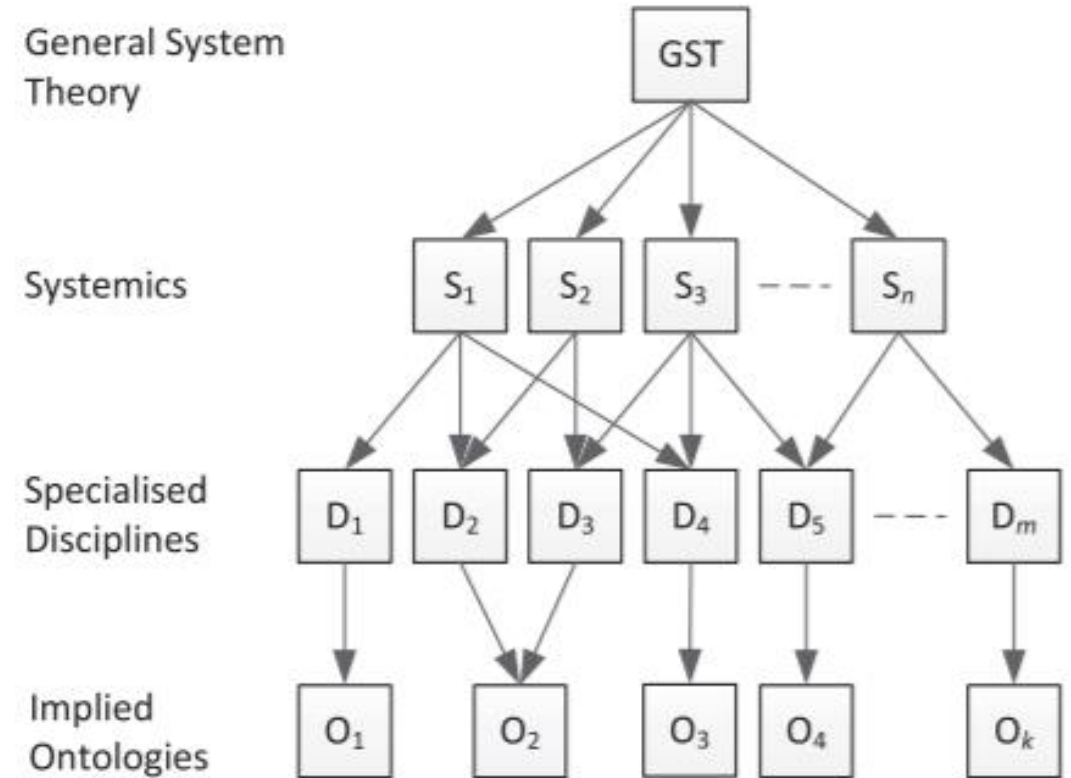 General System
Theory
GST
Systemics
S₁ S₂ S₃ Sₙ
Specialised
Disciplines
D₁ D₂ D₃ D₄ D₅ Dₘ
Implied
Ontologies
O₁ O₂ O₃ O₄ Oₖ